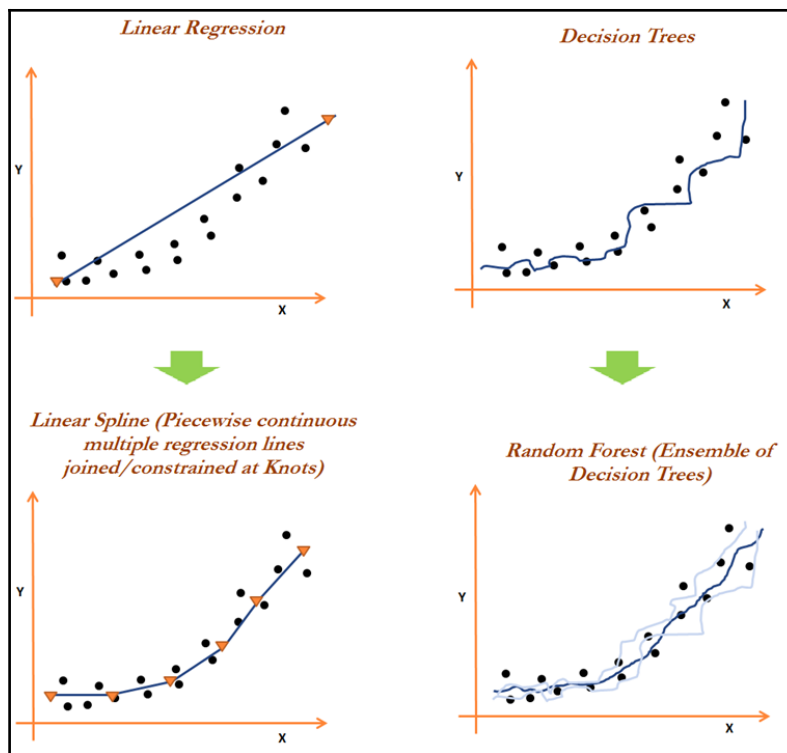 Linear Regression
Y
X
Decision Trees
Y
X
Linear Spline (Piecewise continuous
multiple regression lines
joined/constrained at Knots)
Y
X
Random Forest (Ensemble of
Decision Trees)
Y
X